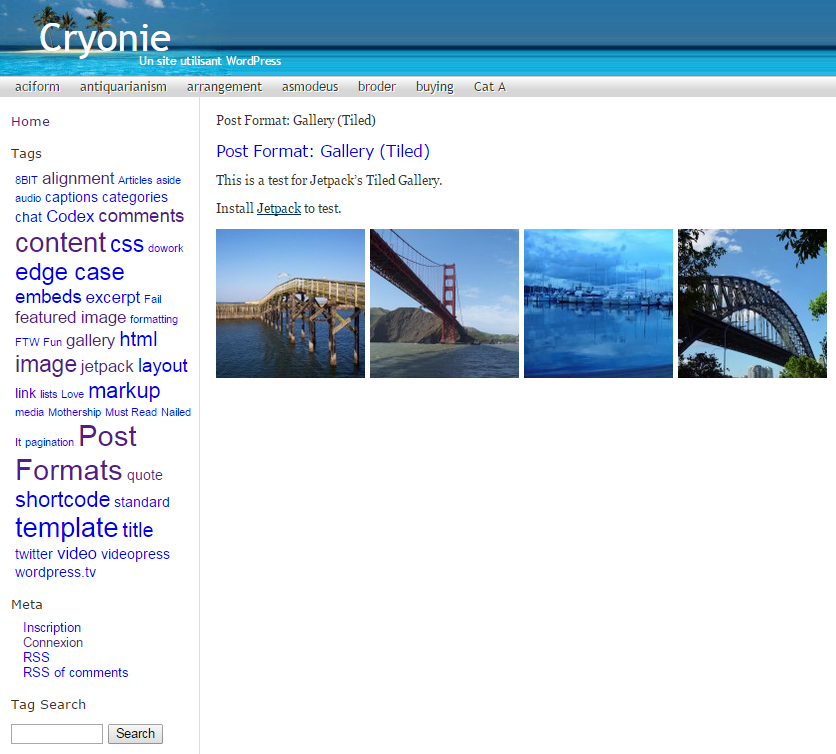 Cryonie
Un site utilisant WordPress
aciform antiquarianism arrangement asmodeus broder buying Cat A
Home
Tags
8BIT alignment Articles aside
audio captions categories
chat Codex comments
content css dowork
edge case
embeds excerpt Fail
featured image formatting
FTW Fun gallery html
image jetpack layout
link lists Love markup
media Mothership Must Read Nailed
It pagination Post
Formats quote
shortcode standard
template title
twitter video videopress
wordpress.tv
Meta
Inscription
Connexion
RSS
RSS of comments
Tag Search
Search
Post Format: Gallery (Tiled)
Post Format: Gallery (Tiled)
This is a test for Jetpack’s Tiled Gallery.
Install Jetpack to test.